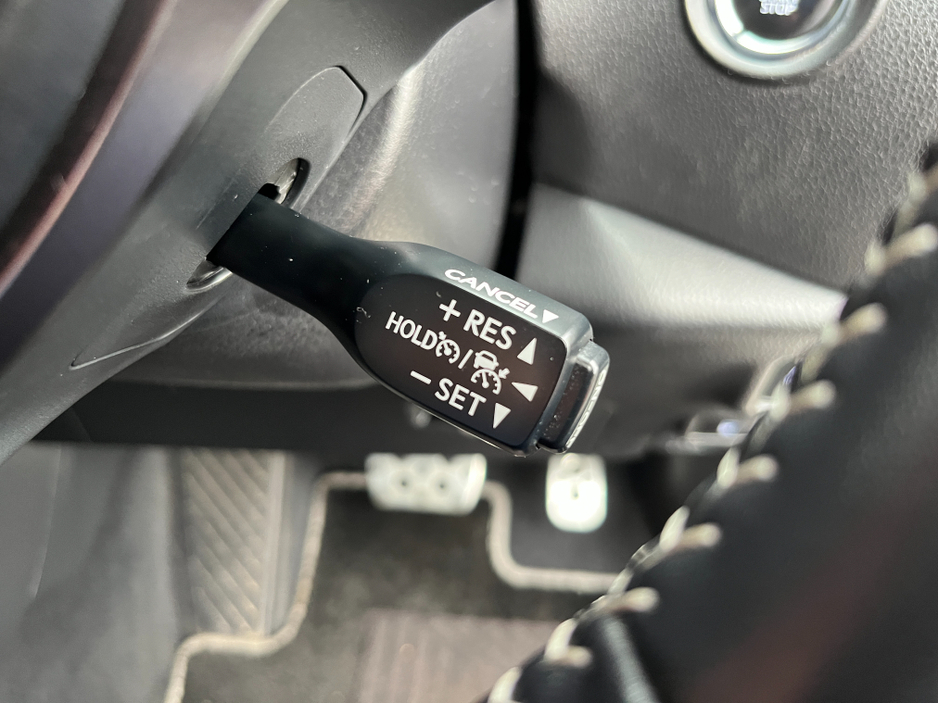 STOP
CANCEL▼
+ RES ▲
HOLD /
− SET ▼